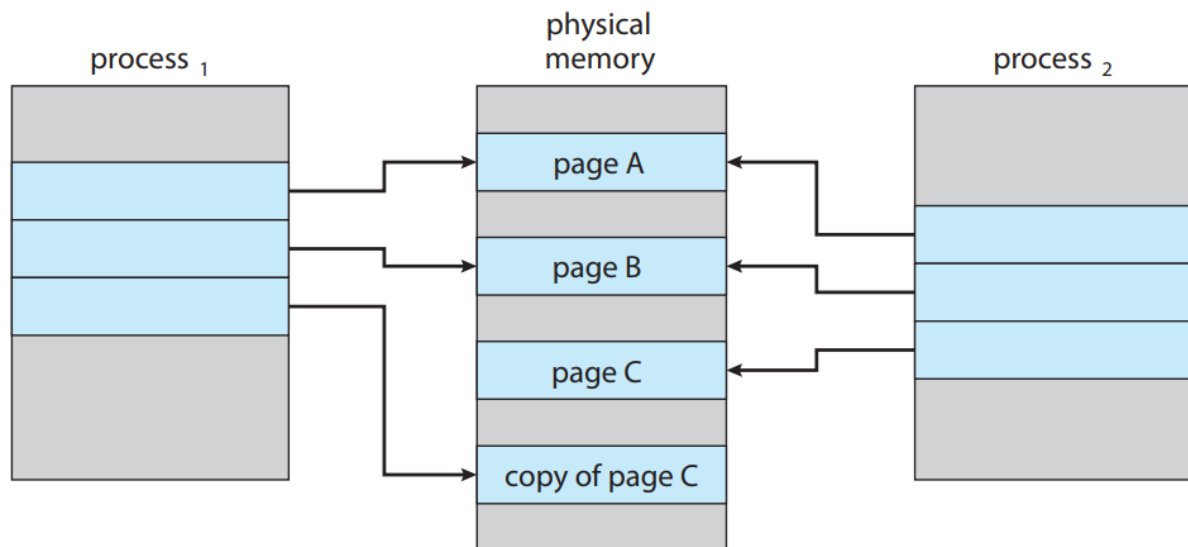 physical
memory
process 1
process 2
page A
page B
page C
copy of page C